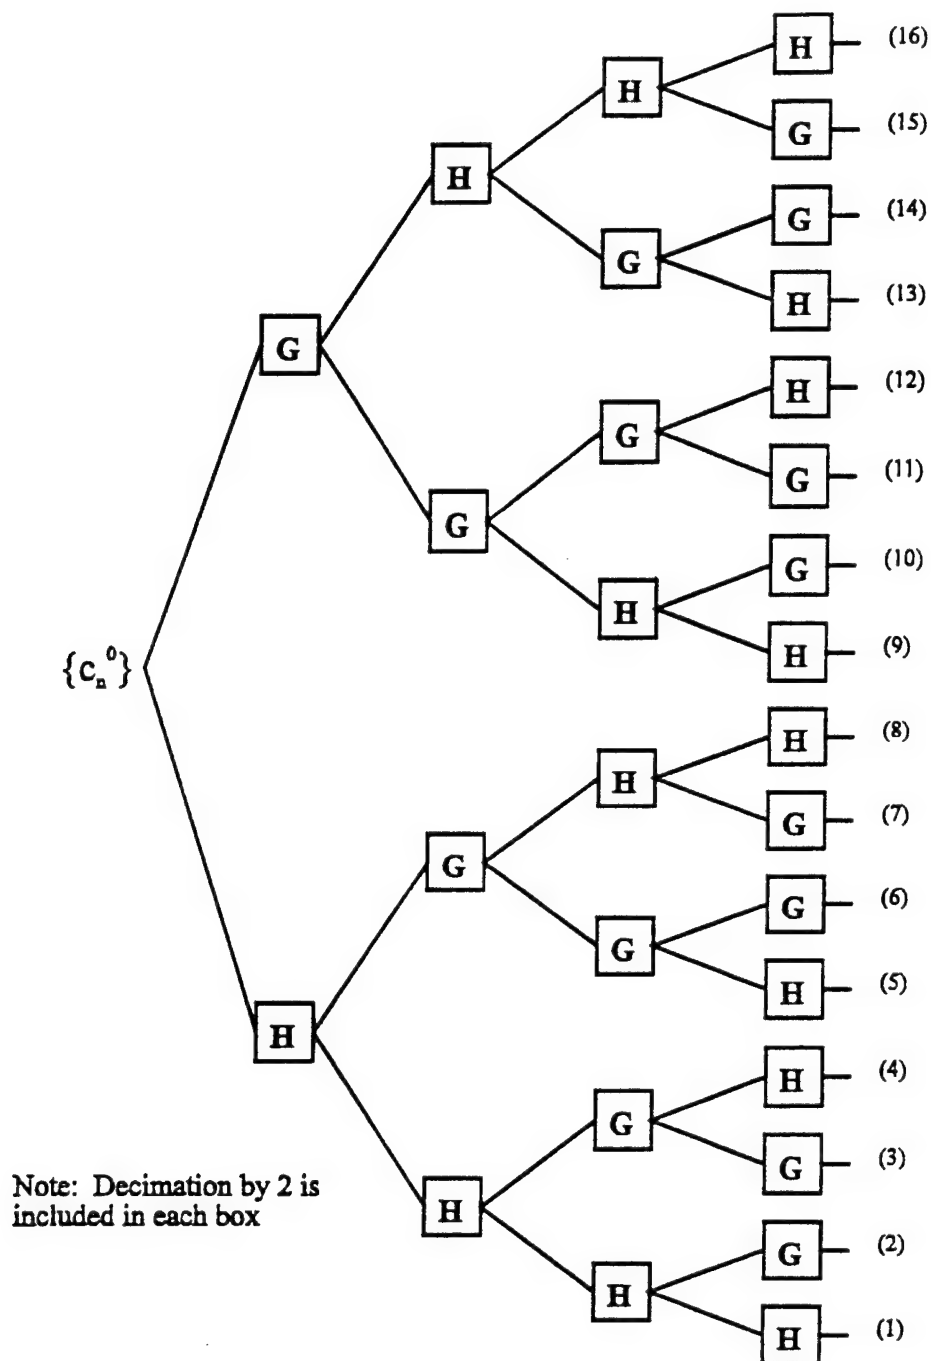 H (16)
H
G (15)
H
G (14)
G
H (13)
G
H (12)
G
G (11)
G
G (10)
H
H (9)
{c_n^0}
H (8)
H
G (7)
G
G (6)
G
H (5)
H
H (4)
G
G (3)
Note: Decimation by 2 is
included in each box
H
G (2)
H
H (1)